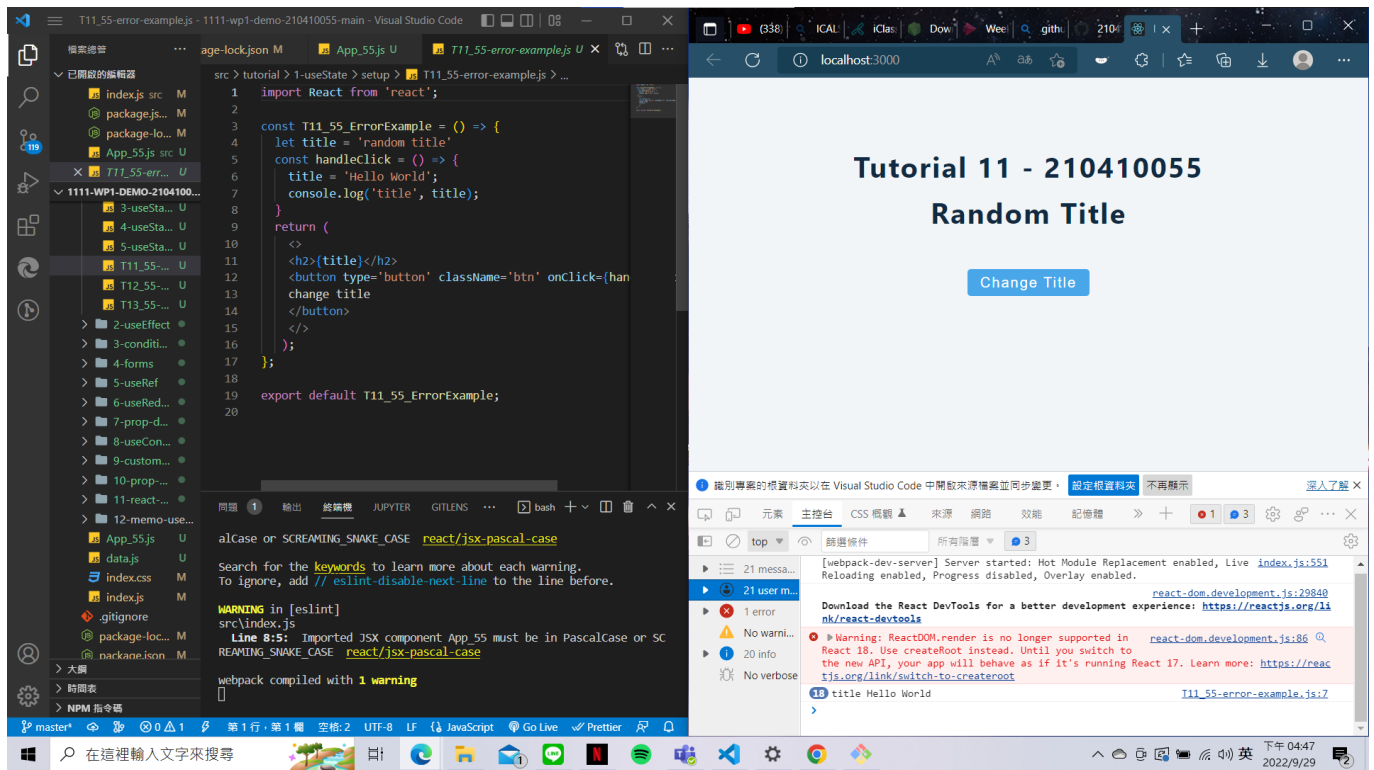 T11_55-error-example.js - 1111-wp1-demo-210410055-main - Visual Studio Code
檔案總管
age-lock.json M
App_55.js U
T11_55-error-example.js U
已開啟的編輯器
index.js src M
package.js... M
package-lo... M
App_55.js src U
T11_55-err... U
1111-WP1-DEMO-2104100...
3-useSta... U
4-useSta... U
5-useSta... U
T11_55-... U
T12_55-... U
T13_55-... U
2-useEffect
3-conditi...
4-forms
5-useRef
6-useRed...
7-prop-d...
8-useCon...
9-custom...
10-prop-...
11-react-...
12-memo-use...
App_55.js U
data.js U
index.css M
index.js M
.gitignore
package-loc... M
package.json M
大綱
時間表
NPM 指令碼
119
src > tutorial > 1-useState > setup > T11_55-error-example.js > ...
1 import React from 'react';
2
3 const T11_55_ErrorExample = () => {
4 let title = 'random title'
5 const handleClick = () => {
6 title = 'Hello World';
7 console.log('title', title);
8 }
9 return (
10 <>
11 <h2>{title}</h2>
12 <button type='button' className='btn' onClick={han
13 change title
14 </button>
15 </>
16 );
17 };
18
19 export default T11_55_ErrorExample;
20
問題 1 輸出 終端機 JUPYTER GITLENS ... bash
alCase or SCREAMING_SNAKE_CASE react/jsx-pascal-case
Search for the keywords to learn more about each warning.
To ignore, add // eslint-disable-next-line to the line before.
WARNING in [eslint]
src\index.js
Line 8:5: Imported JSX component App_55 must be in PascalCase or SC
REAMING_SNAKE_CASE react/jsx-pascal-case
webpack compiled with 1 warning
master* 0 1 第 1 行，第 1 欄 空格: 2 UTF-8 LF JavaScript Go Live Prettier
(338) ICAL: iClas: Dow Wee .githu 2104
localhost:3000
Tutorial 11 - 210410055
Random Title
Change Title
識別專案的根資料夾以在 Visual Studio Code 中開啟來源檔案並同步變更。 設定根資料夾 不再顯示 深入了解
元素 主控台 CSS 概觀 來源 網路 效能 記憶體 1 3
top 篩選條件 所有階層 3
21 messa...
21 user m...
1 error
No warni...
20 info
No verbose
[webpack-dev-server] Server started: Hot Module Replacement enabled, Live index.js:551
Reloading enabled, Progress disabled, Overlay enabled.
react-dom.development.js:29840
Download the React DevTools for a better development experience: https://reactjs.org/li
nk/react-devtools
Warning: ReactDOM.render is no longer supported in react-dom.development.js:86
React 18. Use createRoot instead. Until you switch to
the new API, your app will behave as if it's running React 17. Learn more: https://reac
tjs.org/link/switch-to-createroot
18 title Hello World T11_55-error-example.js:7
在這裡輸入文字來搜尋
英
下午 04:47
2022/9/29
2